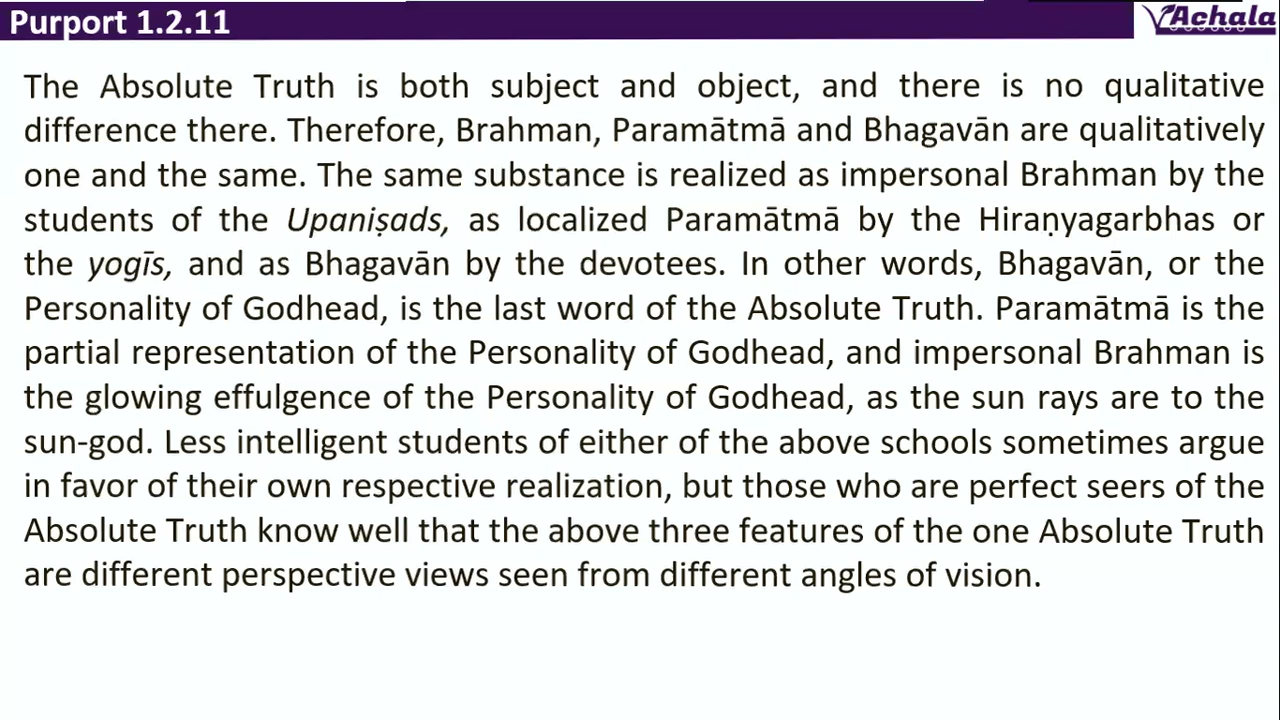 Purport 1.2.11
Achala
The Absolute Truth is both subject and object, and there is no qualitative
difference there. Therefore, Brahman, Paramātmā and Bhagavān are qualitatively
one and the same. The same substance is realized as impersonal Brahman by the
students of the Upaniṣads, as localized Paramātmā by the Hiraṇyagarbhas or
the yogīs, and as Bhagavān by the devotees. In other words, Bhagavān, or the
Personality of Godhead, is the last word of the Absolute Truth. Paramātmā is the
partial representation of the Personality of Godhead, and impersonal Brahman is
the glowing effulgence of the Personality of Godhead, as the sun rays are to the
sun-god. Less intelligent students of either of the above schools sometimes argue
in favor of their own respective realization, but those who are perfect seers of the
Absolute Truth know well that the above three features of the one Absolute Truth
are different perspective views seen from different angles of vision.